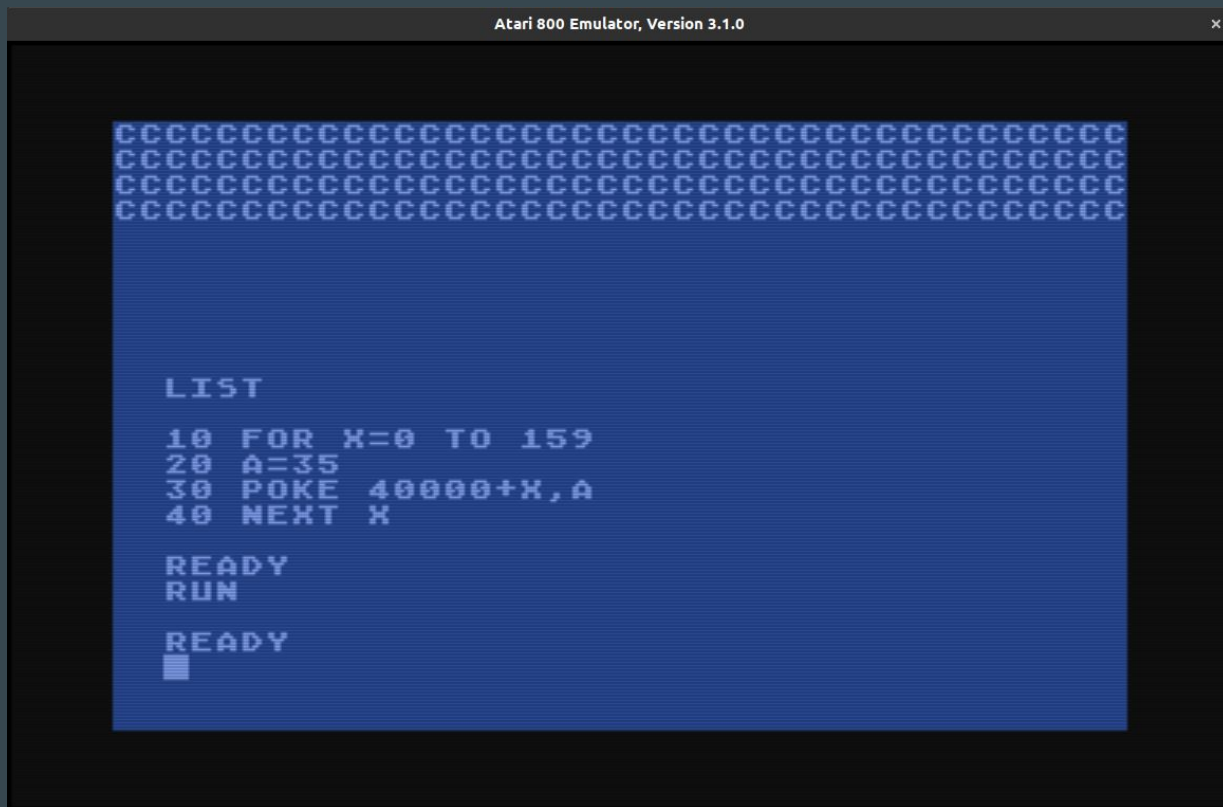 Atari 800 Emulator, Version 3.1.0
×
CCCCCCCCCCCCCCCCCCCCCCCCCCCCCCCCCCCCCCCC
CCCCCCCCCCCCCCCCCCCCCCCCCCCCCCCCCCCCCCCC
CCCCCCCCCCCCCCCCCCCCCCCCCCCCCCCCCCCCCCCC
CCCCCCCCCCCCCCCCCCCCCCCCCCCCCCCCCCCCCCCC
LIST
10 FOR X=0 TO 159
20 A=35
30 POKE 40000+X,A
40 NEXT X
READY
RUN
READY